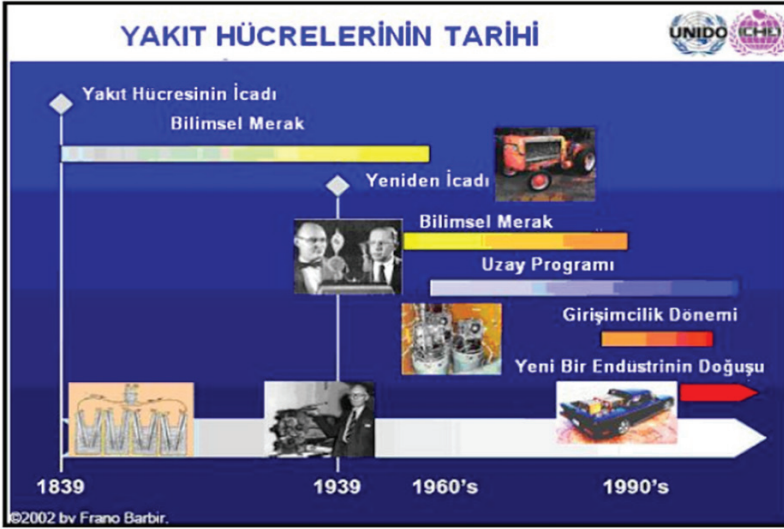 YAKIT HÜCRELERİNİN TARİHİ
UNIDO
ICHET
Yakıt Hücresinin İcadı
Bilimsel Merak
Yeniden İcadı
Bilimsel Merak
Uzay Programı
Girişimcilik Dönemi
Yeni Bir Endüstrinin Doğuşu
1839
1939
1960's
1990's
©2002 by Frano Barbir.